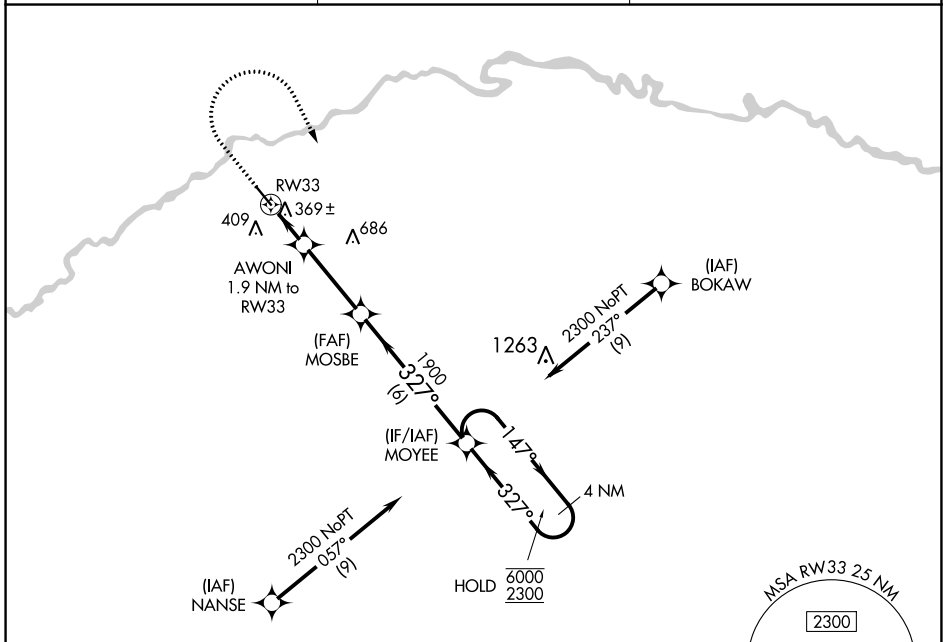 RW33
369 ±
409
686
AWONI
1.9 NM to
RW33
(IAF)
BOKAW
2300 NoPT
237°
(9)
(FAF)
MOSBE
1263
1900
327°
(6)
(IF/IAF)
MOYEE
147°
327°
4 NM
2300 NoPT
057°
(9)
HOLD
6000
2300
(IAF)
NANSE
MSA RW33 25 NM
2300